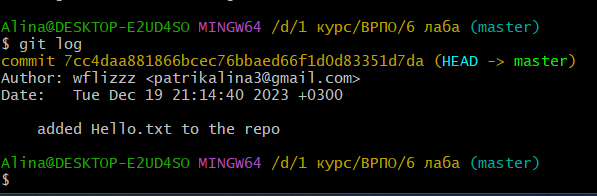 Alina@DESKTOP-E2UD4SO MINGW64 /d/1 курс/ВРПО/6 лаба (master)
$ git log
commit 7cc4daa881866bcec76bbaed66f1d0d83351d7da (HEAD -> master)
Author: wflizzz <patrikalina3@gmail.com>
Date:   Tue Dec 19 21:14:40 2023 +0300
    added Hello.txt to the repo
Alina@DESKTOP-E2UD4SO MINGW64 /d/1 курс/ВРПО/6 лаба (master)
$